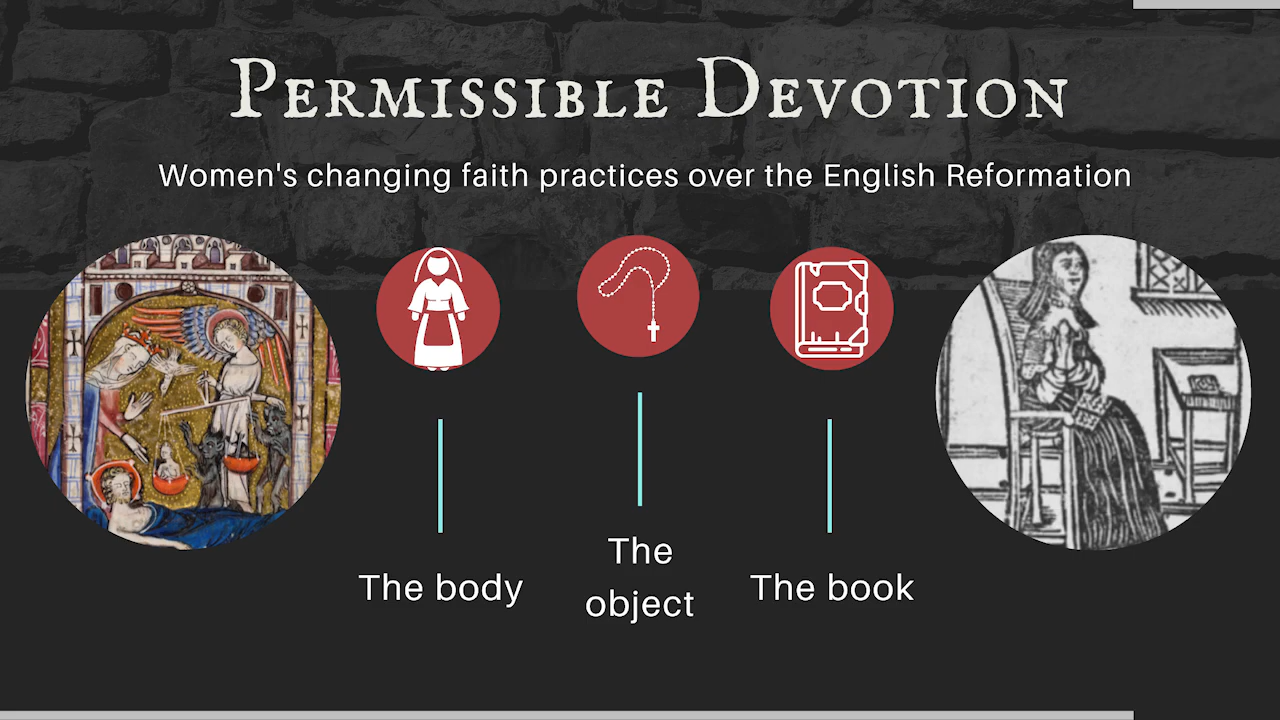 Permissible Devotion
Women's changing faith practices over the English Reformation
The body
The
object
The book